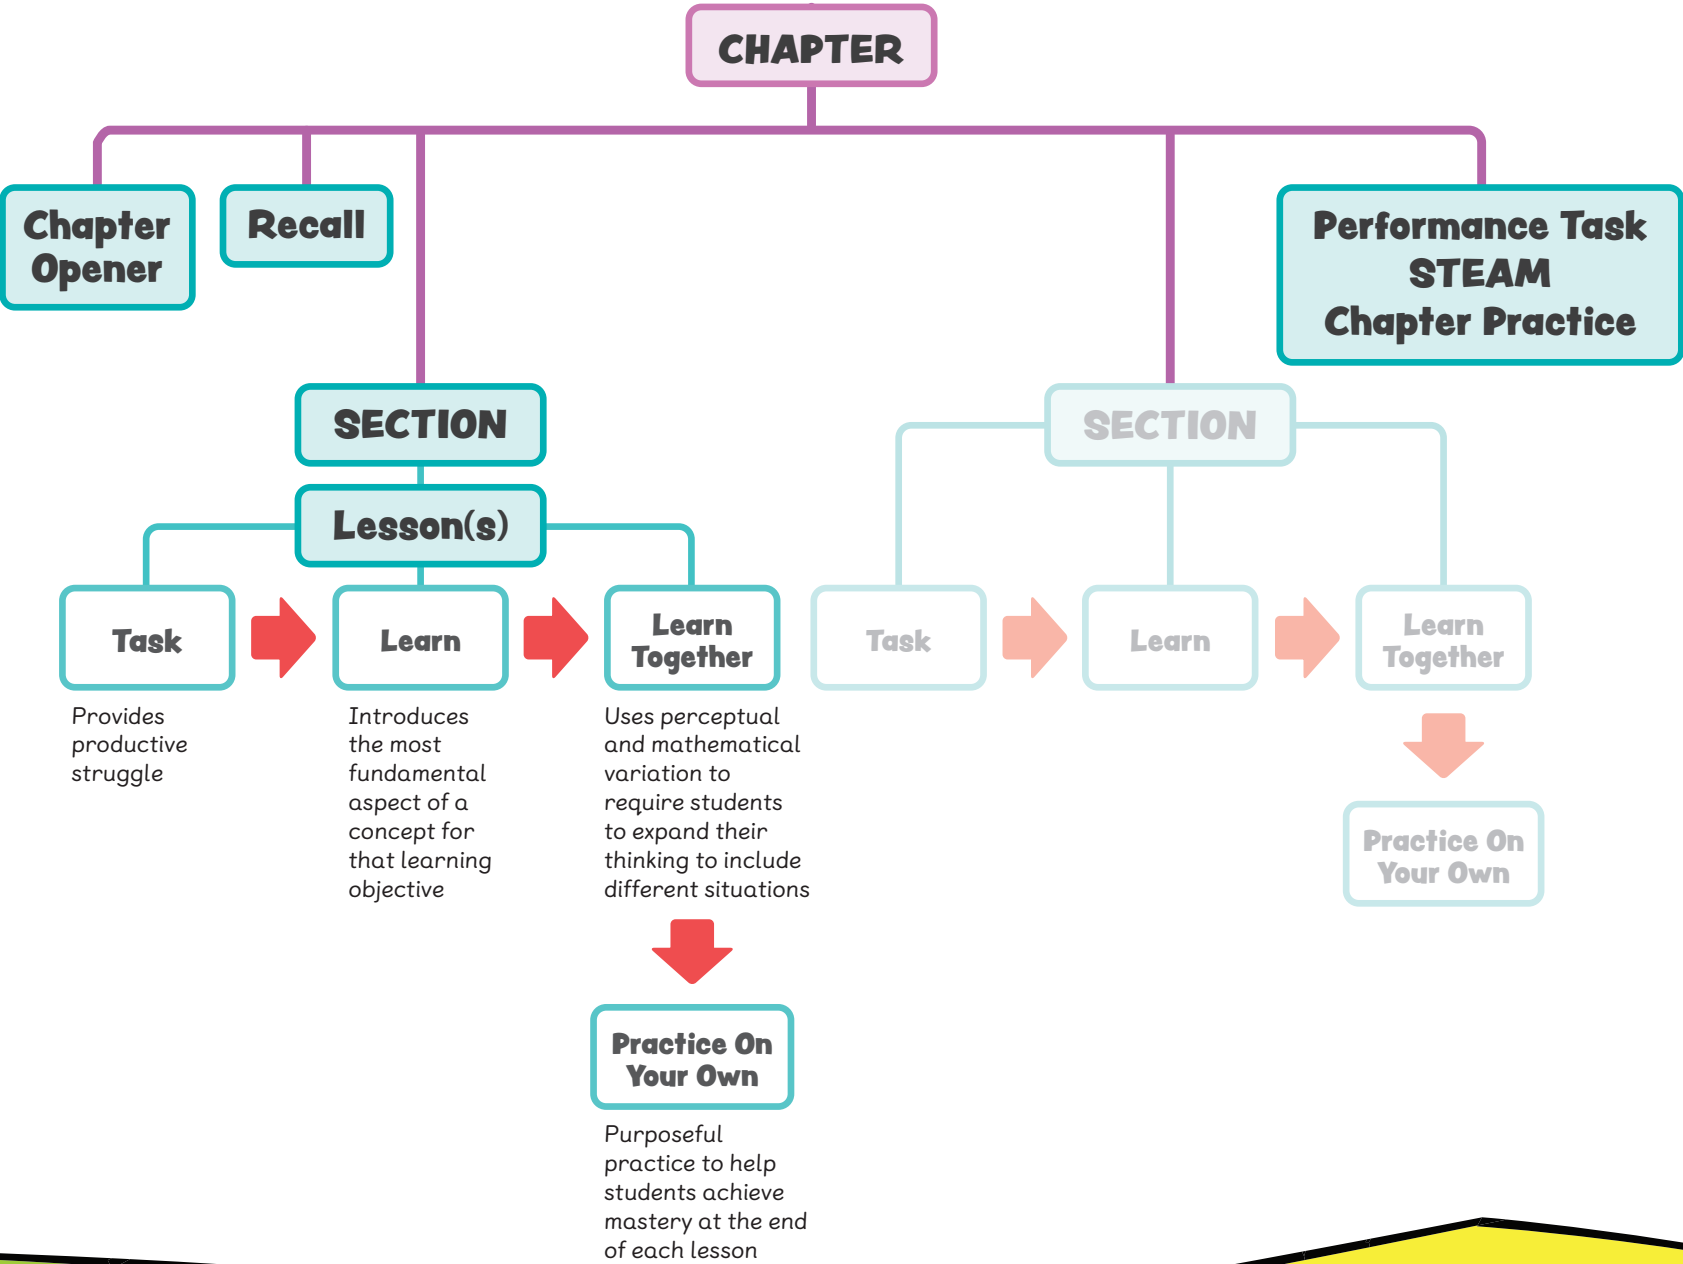 CHAPTER
Chapter
Opener
Recall
Performance Task
STEAM
Chapter Practice
SECTION
Lesson(s)
Task
Provides
productive
struggle
Learn
Introduces
the most
fundamental
aspect of a
concept for
that learning
objective
Learn
Together
Uses perceptual
and mathematical
variation to
require students
to expand their
thinking to include
different situations
Practice On
Your Own
Purposeful
practice to help
students achieve
mastery at the end
of each lesson
SECTION
Task
Learn
Learn
Together
Practice On
Your Own